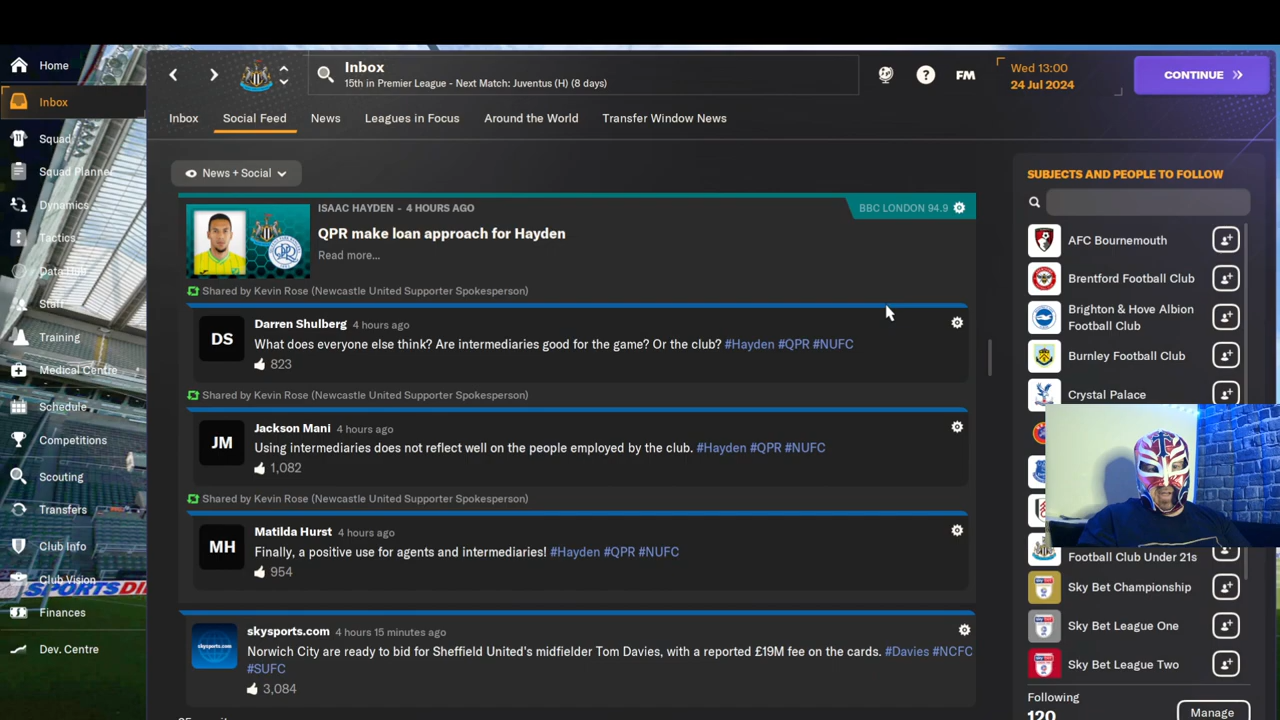 Home
Inbox
Squad
Squad Planner
Dynamics
Tactics
Data Hub
Staff
Training
Medical Centre
Schedule
Competitions
Scouting
Transfers
Club Info
Club Vision
Finances
Dev. Centre
Inbox
15th in Premier League - Next Match: Juventus (H) (8 days)
FM
Wed 13:00
24 Jul 2024
CONTINUE
Inbox
Social Feed
News
Leagues in Focus
Around the World
Transfer Window News
News + Social
ISAAC HAYDEN - 4 HOURS AGO
BBC LONDON 94.9
QPR make loan approach for Hayden
Read more...
Shared by Kevin Rose (Newcastle United Supporter Spokesperson)
DS
Darren Shulberg 4 hours ago
What does everyone else think? Are intermediaries good for the game? Or the club? #Hayden #QPR #NUFC
823
Shared by Kevin Rose (Newcastle United Supporter Spokesperson)
JM
Jackson Mani 4 hours ago
Using intermediaries does not reflect well on the people employed by the club. #Hayden #QPR #NUFC
1,082
Shared by Kevin Rose (Newcastle United Supporter Spokesperson)
MH
Matilda Hurst 4 hours ago
Finally, a positive use for agents and intermediaries! #Hayden #QPR #NUFC
954
skysports.com 4 hours 15 minutes ago
Norwich City are ready to bid for Sheffield United's midfielder Tom Davies, with a reported £19M fee on the cards. #Davies #NCFC
#SUFC
3,084
SUBJECTS AND PEOPLE TO FOLLOW
AFC Bournemouth
Brentford Football Club
Brighton & Hove Albion
Football Club
Burnley Football Club
Crystal Palace
Football Club Under 21s
Sky Bet Championship
Sky Bet League One
Sky Bet League Two
Following
120
Manage